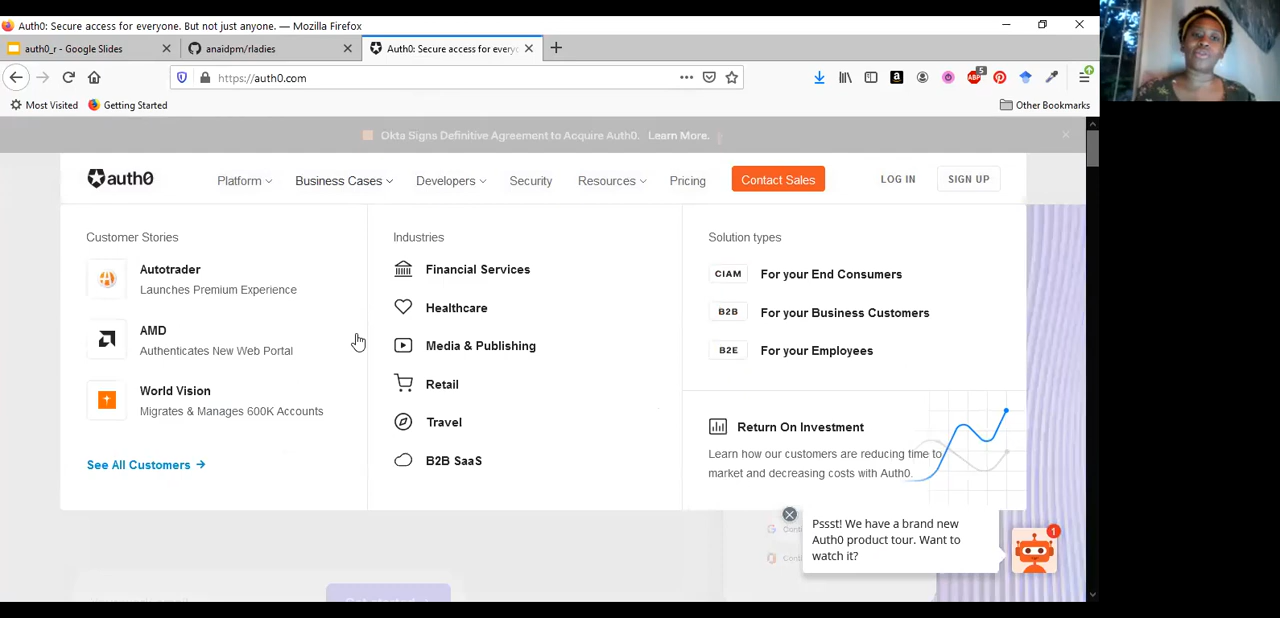 Auth0: Secure access for everyone. But not just anyone. — Mozilla Firefox
auth0_r - Google Slides
anaidpm/rladies
Auth0: Secure access for every
https://auth0.com
ABP
5
Most Visited
Getting Started
Other Bookmarks
Okta Signs Definitive Agreement to Acquire Auth0. Learn More.
auth0
Platform
Business Cases
Developers
Security
Resources
Pricing
Contact Sales
LOG IN
SIGN UP
Customer Stories
Autotrader
Launches Premium Experience
AMD
Authenticates New Web Portal
World Vision
Migrates & Manages 600K Accounts
See All Customers
Industries
Financial Services
Healthcare
Media & Publishing
Retail
Travel
B2B SaaS
Solution types
CIAM For your End Consumers
B2B For your Business Customers
B2E For your Employees
Return On Investment
Learn how our customers are reducing time to
market and decreasing costs with Auth0.
Pssst! We have a brand new
Auth0 product tour. Want to
watch it?
1